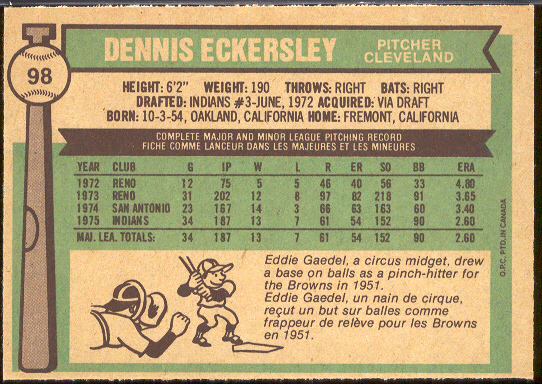 98
DENNIS ECKERSLEY
PITCHER
CLEVELAND
HEIGHT: 6'2" WEIGHT: 190 THROWS: RIGHT BATS: RIGHT
DRAFTED: INDIANS #3-JUNE, 1972 ACQUIRED: VIA DRAFT
BORN: 10-3-54, OAKLAND, CALIFORNIA HOME: FREMONT, CALIFORNIA
COMPLETE MAJOR AND MINOR LEAGUE PITCHING RECORD
FICHE COMME LANCEUR DANS LES MAJEURES ET LES MINEURES
YEAR CLUB G IP W L R ER SO BB ERA
1972 RENO 12 75 5 5 46 40 56 33 4.80
1973 RENO 31 202 12 8 97 82 218 91 3.65
1974 SAN ANTONIO 23 167 14 3 66 63 163 60 3.40
1975 INDIANS 34 187 13 7 61 54 152 90 2.60
MAJ. LEA. TOTALS: 34 187 13 7 61 54 152 90 2.60
Eddie Gaedel, a circus midget, drew
a base on balls as a pinch-hitter for
the Browns in 1951.
Eddie Gaedel, un nain de cirque,
reçut un but sur balles comme
frappeur de relève pour les Browns
en 1951.
O.P.C. PTD. IN CANADA